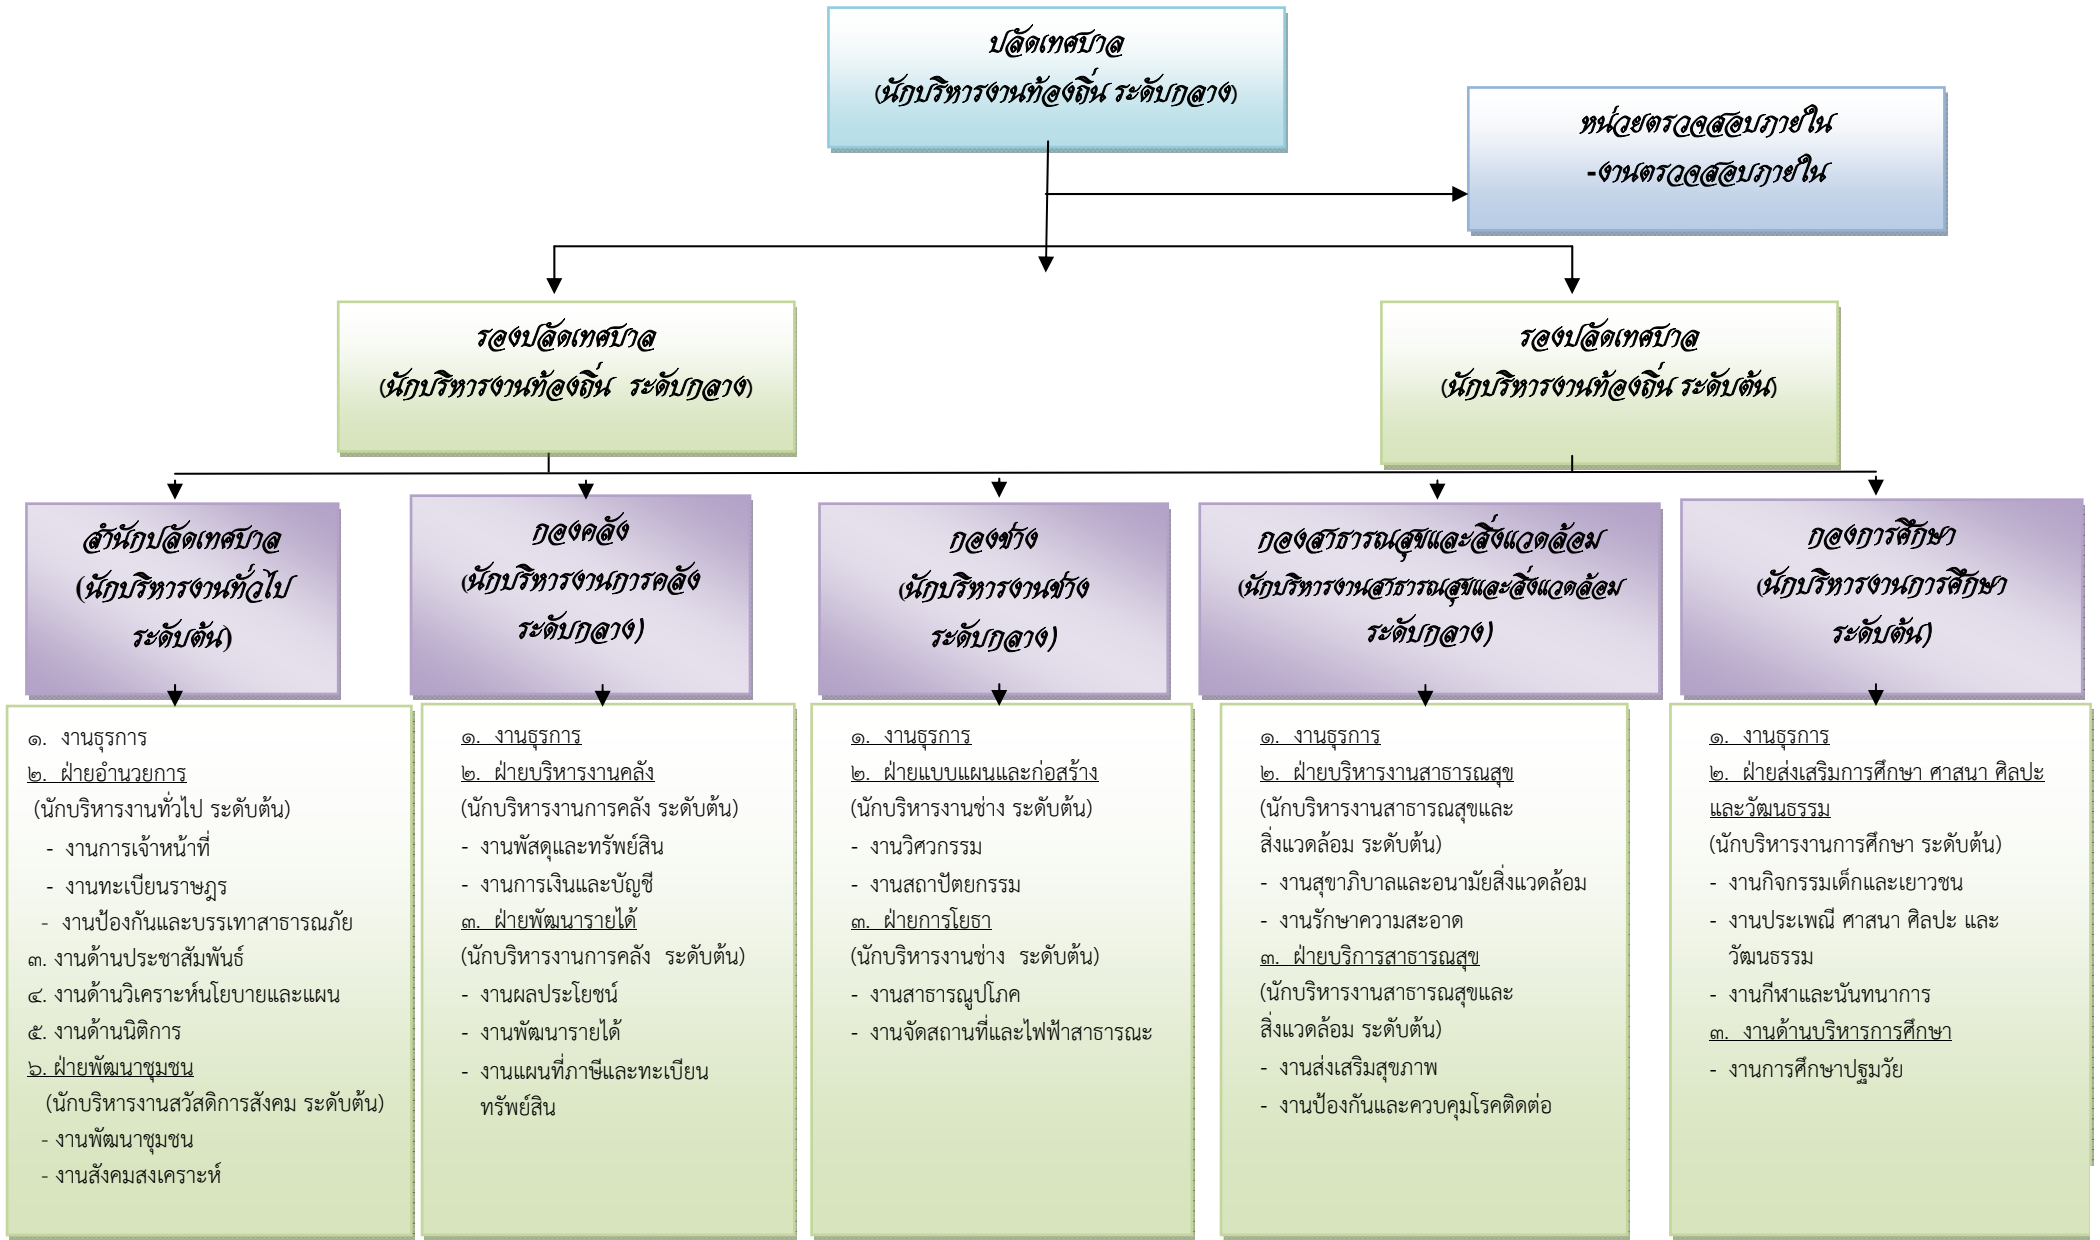 ปลัดเทศบาล
(นักบริหารงานท้องถิ่น ระดับกลาง)
หน่วยตรวจสอบภายใน
-งานตรวจสอบภายใน
รองปลัดเทศบาล
(นักบริหารงานท้องถิ่น ระดับกลาง)
รองปลัดเทศบาล
(นักบริหารงานท้องถิ่น ระดับต้น)
สำนักปลัดเทศบาล
(นักบริหารงานทั่วไป
ระดับต้น)
กองคลัง
(นักบริหารงานการคลัง
ระดับกลาง)
กองช่าง
(นักบริหารงานช่าง
ระดับกลาง)
กองสาธารณสุขและสิ่งแวดล้อม
(นักบริหารงานสาธารณสุขและสิ่งแวดล้อม
ระดับกลาง)
กองการศึกษา
(นักบริหารงานการศึกษา
ระดับต้น)
๑. งานธุรการ
๒. ฝ่ายอำนวยการ
(นักบริหารงานทั่วไป ระดับต้น)
- งานการเจ้าหน้าที่
- งานทะเบียนราษฎร
- งานป้องกันและบรรเทาสาธารณภัย
๓. งานด้านประชาสัมพันธ์
๔. งานด้านวิเคราะห์นโยบายและแผน
๕. งานด้านนิติการ
๖. ฝ่ายพัฒนาชุมชน
(นักบริหารงานสวัสดิการสังคม ระดับต้น)
- งานพัฒนาชุมชน
- งานสังคมสงเคราะห์
๑. งานธุรการ
๒. ฝ่ายบริหารงานคลัง
(นักบริหารงานการคลัง ระดับต้น)
- งานพัสดุและทรัพย์สิน
- งานการเงินและบัญชี
๓. ฝ่ายพัฒนารายได้
(นักบริหารงานการคลัง ระดับต้น)
- งานผลประโยชน์
- งานพัฒนารายได้
- งานแผนที่ภาษีและทะเบียน
ทรัพย์สิน
๑. งานธุรการ
๒. ฝ่ายแบบแผนและก่อสร้าง
(นักบริหารงานช่าง ระดับต้น)
- งานวิศวกรรม
- งานสถาปัตยกรรม
๓. ฝ่ายการโยธา
(นักบริหารงานช่าง ระดับต้น)
- งานสาธารณูปโภค
- งานจัดสถานที่และไฟฟ้าสาธารณะ
๑. งานธุรการ
๒. ฝ่ายบริหารงานสาธารณสุข
(นักบริหารงานสาธารณสุขและ
สิ่งแวดล้อม ระดับต้น)
- งานสุขาภิบาลและอนามัยสิ่งแวดล้อม
- งานรักษาความสะอาด
๓. ฝ่ายบริการสาธารณสุข
(นักบริหารงานสาธารณสุขและ
สิ่งแวดล้อม ระดับต้น)
- งานส่งเสริมสุขภาพ
- งานป้องกันและควบคุมโรคติดต่อ
๑. งานธุรการ
๒. ฝ่ายส่งเสริมการศึกษา ศาสนา ศิลปะ
และวัฒนธรรม
(นักบริหารงานการศึกษา ระดับต้น)
- งานกิจกรรมเด็กและเยาวชน
- งานประเพณี ศาสนา ศิลปะ และ
วัฒนธรรม
- งานกีฬาและนันทนาการ
๓. งานด้านบริหารการศึกษา
- งานการศึกษาปฐมวัย